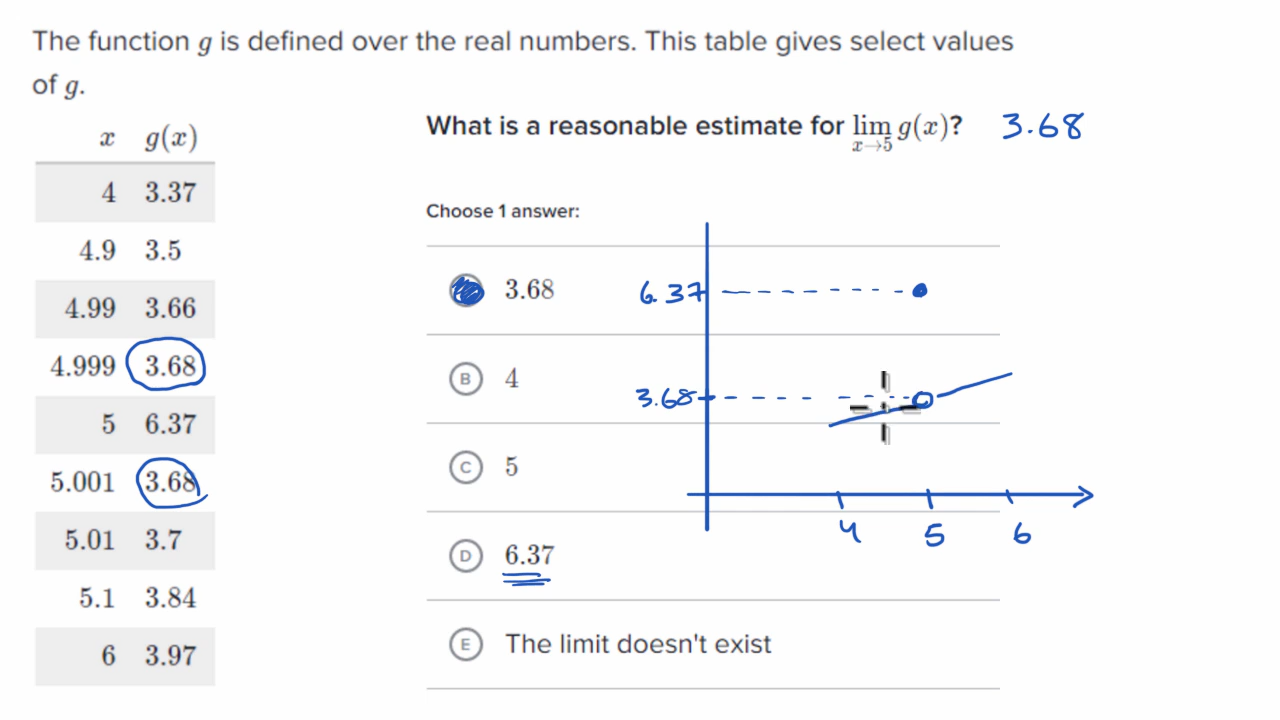 The function g is defined over the real numbers. This table gives select values
of g.
x g(x)
4 3.37
4.9 3.5
4.99 3.66
4.999 3.68
5 6.37
5.001 3.68
5.01 3.7
5.1 3.84
6 3.97
What is a reasonable estimate for lim x→5 g(x)? 3.68
Choose 1 answer:
3.68
B 4
C 5
D 6.37
E The limit doesn't exist
6.37
3.68
4 5 6